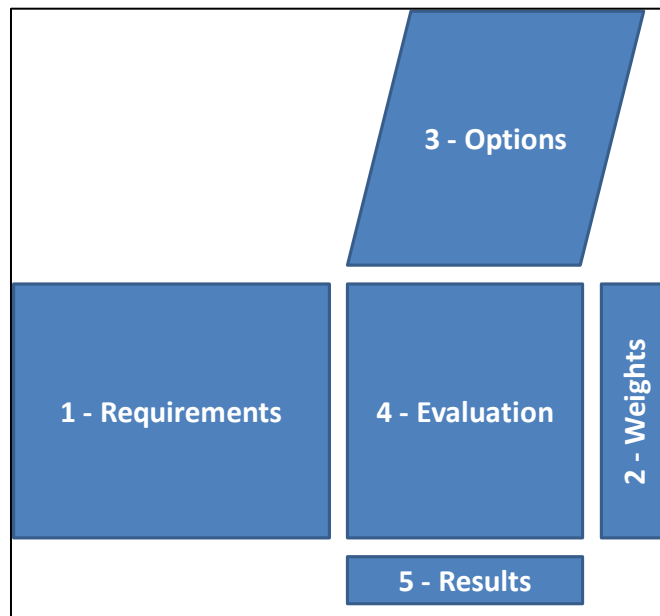 3 - Options
1 - Requirements
4 - Evaluation
2 - Weights
5 - Results